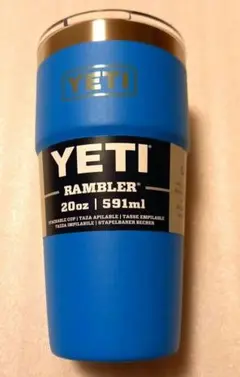 YETI
YETI
RAMBLER®
20oz | 591ml
STACKABLE CUP | TAZA APILABLE | TASSE EMPILABLE
TAZZA IMPILABILE | STAPELBARER BECHER